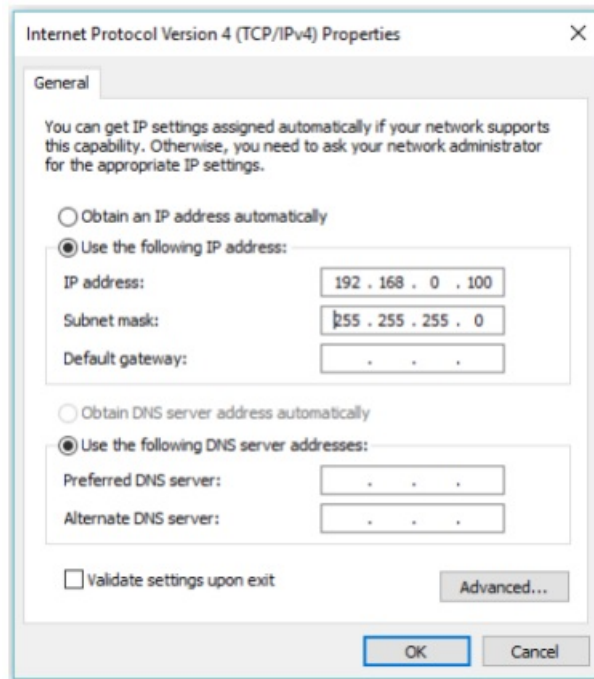 Internet Protocol Version 4 (TCP/IPv4) Properties
General
You can get IP settings assigned automatically if your network supports
this capability. Otherwise, you need to ask your network administrator
for the appropriate IP settings.
Obtain an IP address automatically
Use the following IP address:
IP address: 192 . 168 . 0 . 100
Subnet mask: 255 . 255 . 255 . 0
Default gateway: . . .
Obtain DNS server address automatically
Use the following DNS server addresses:
Preferred DNS server: . . .
Alternate DNS server: . . .
Validate settings upon exit
Advanced...
OK Cancel